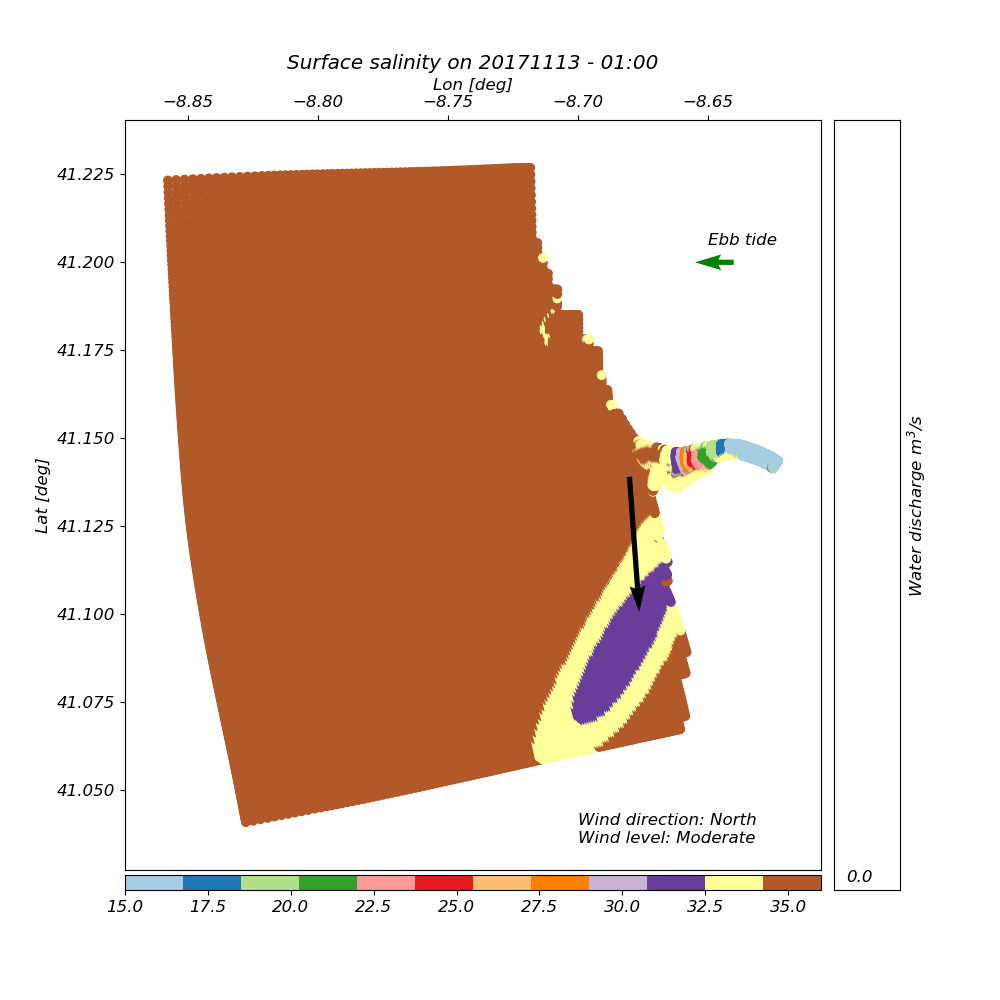 Surface salinity on 20171113 - 01:00
Lon [deg]
−8.85 −8.80 −8.75 −8.70 −8.65
41.225
41.200
41.175
41.150
41.125
41.100
41.075
41.050
Lat [deg]
Ebb tide
Wind direction: North
Wind level: Moderate
15.0 17.5 20.0 22.5 25.0 27.5 30.0 32.5 35.0
0.0
Water discharge m³/s